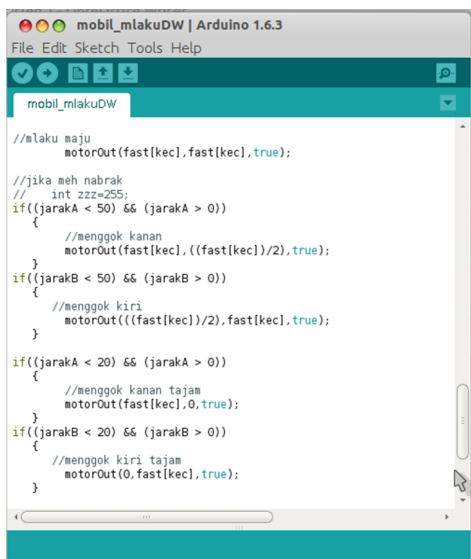 mobil_mlakuDW | Arduino 1.6.3
File Edit Sketch Tools Help
mobil_mlakuDW
//mlaku maju
motorOut(fast[kec],fast[kec],true);
//jika meh nabrak
// int zzz=255;
if((jarakA < 50) && (jarakA > 0))
{
//menggok kanan
motorOut(fast[kec],((fast[kec])/2),true);
}
if((jarakB < 50) && (jarakB > 0))
{
//menggok kiri
motorOut(((fast[kec])/2),fast[kec],true);
}
if((jarakA < 20) && (jarakA > 0))
{
//menggok kanan tajam
motorOut(fast[kec],0,true);
}
if((jarakB < 20) && (jarakB > 0))
{
//menggok kiri tajam
motorOut(0,fast[kec],true);
}